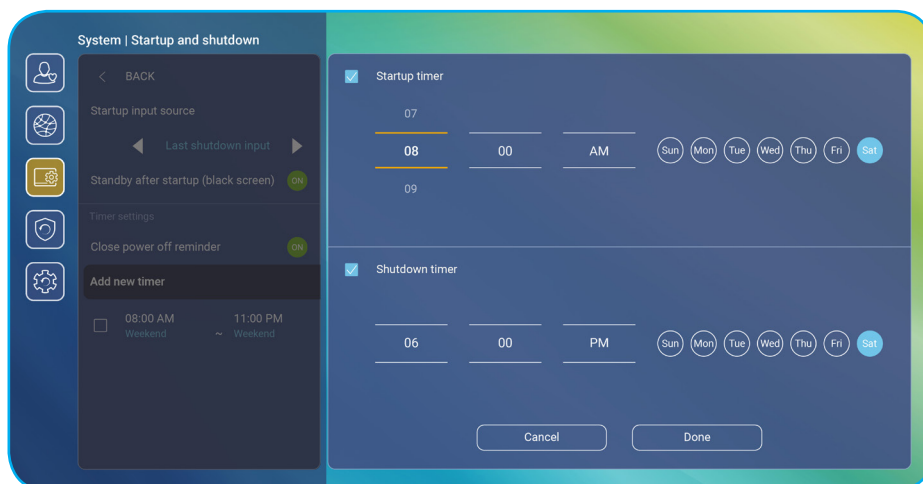 System | Startup and shutdown
BACK
Startup input source
Last shutdown input
Standby after startup (black screen) ON
Timer settings
Close power off reminder ON
Add new timer
08:00 AM ~ 11:00 PM
Weekend Weekend
Startup timer
07
08 00 AM Sun Mon Tue Wed Thu Fri Sat
09
Shutdown timer
06 00 PM Sun Mon Tue Wed Thu Fri Sat
Cancel Done